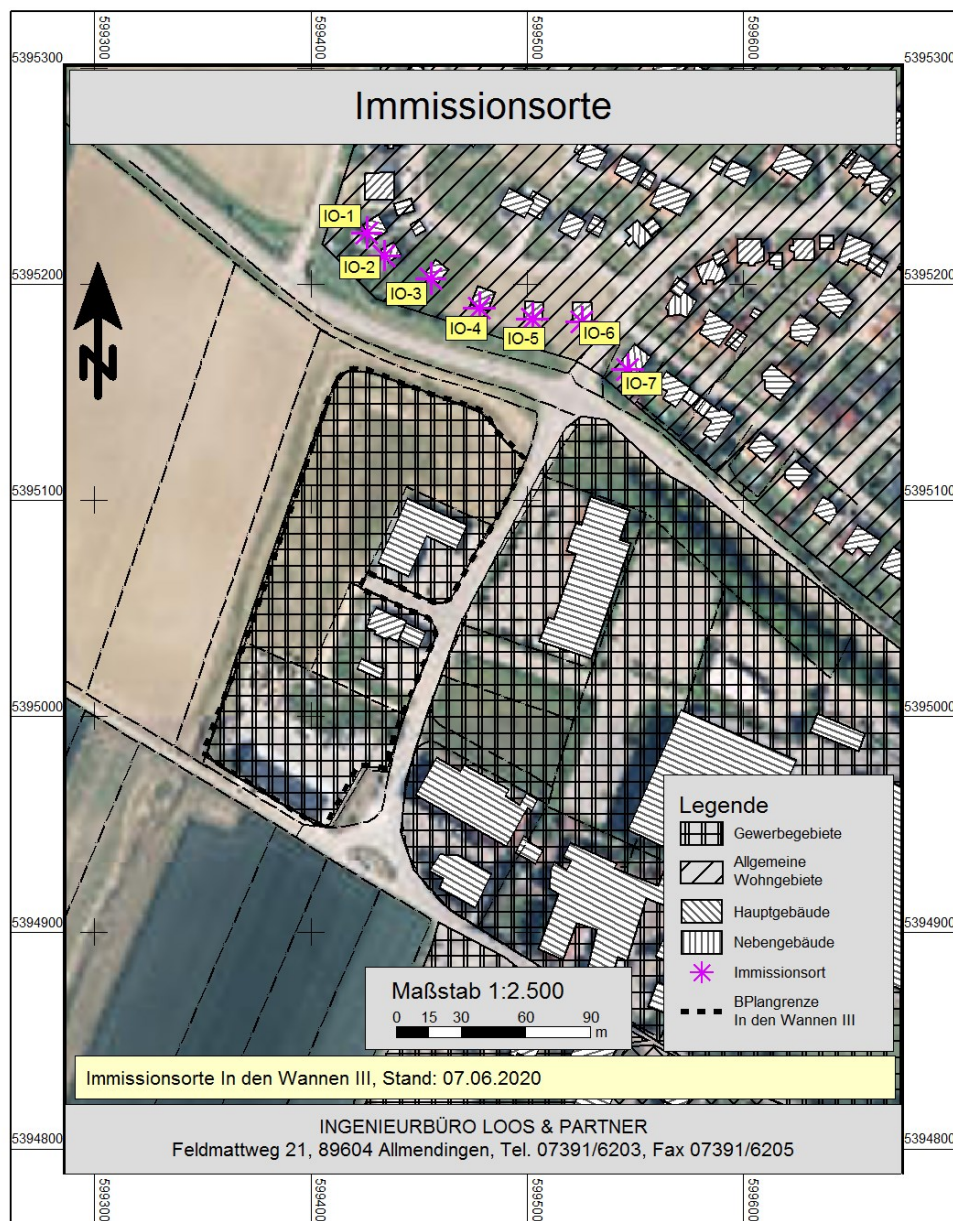 599300
599400
599500
599600
5395300
5395300
Immissionsorte
IO-1
IO-2
IO-3
IO-4
IO-5
IO-6
IO-7
5395200
5395200
N
5395100
5395100
5395000
5395000
Legende
Gewerbegebiete
Allgemeine
Wohngebiete
Hauptgebäude
Nebengebäude
Immissionsort
BPlangrenze
In den Wannen III
5394900
5394900
Maßstab 1:2.500
0 15 30 60 90
m
Immissionsorte In den Wannen III, Stand: 07.06.2020
INGENIEURBÜRO LOOS & PARTNER
Feldmattweg 21, 89604 Allmendingen, Tel. 07391/6203, Fax 07391/6205
5394800
5394800
599300
599400
599500
599600